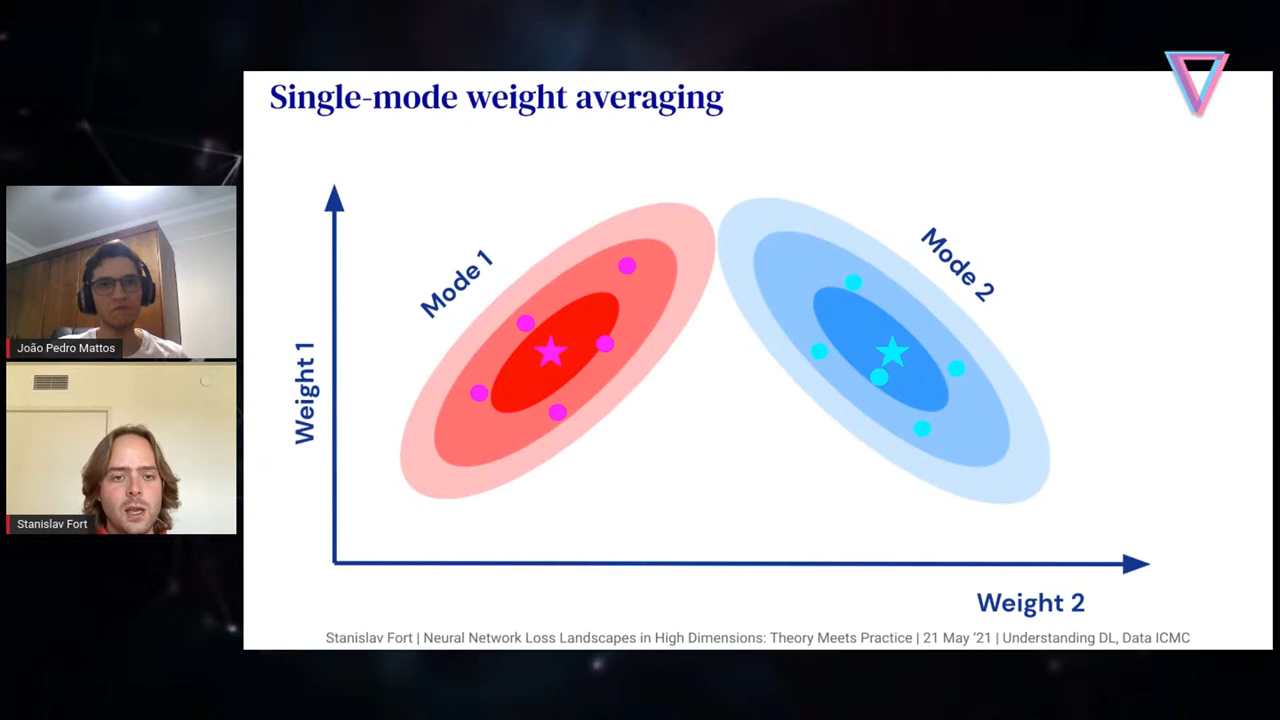 Single-mode weight averaging
Mode 1
Mode 2
Weight 1
Weight 2
Stanislav Fort | Neural Network Loss Landscapes in High Dimensions: Theory Meets Practice | 21 May ‘21 | Understanding DL, Data ICMC
João Pedro Mattos
Stanislav Fort